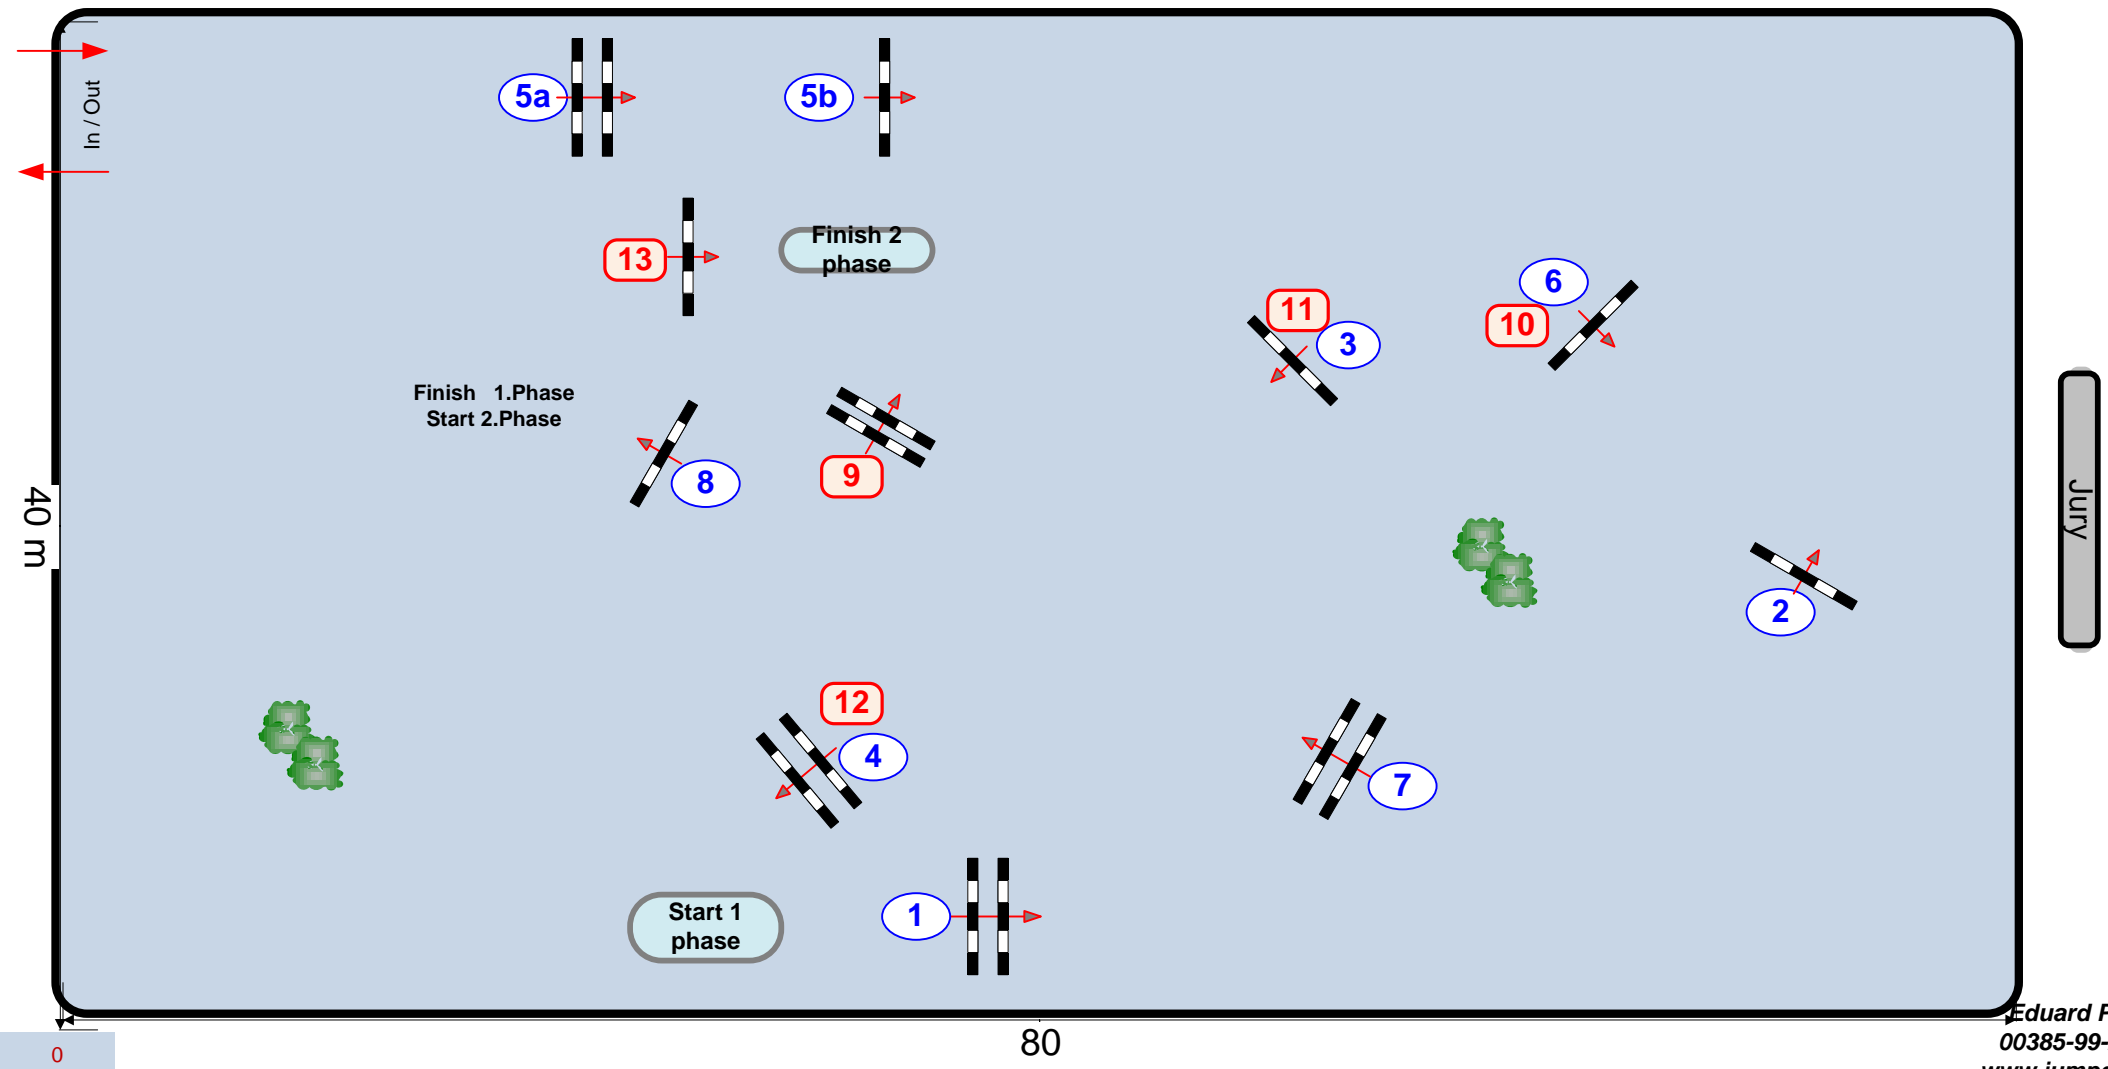 In / Out
5a
5b
13
Finish 2
phase
6
11
10
3
Finish 1.Phase
Start 2.Phase
8
9
40 m
Jury
2
12
4
7
Start 1
phase
1
80
0
Eduard
00385-99-